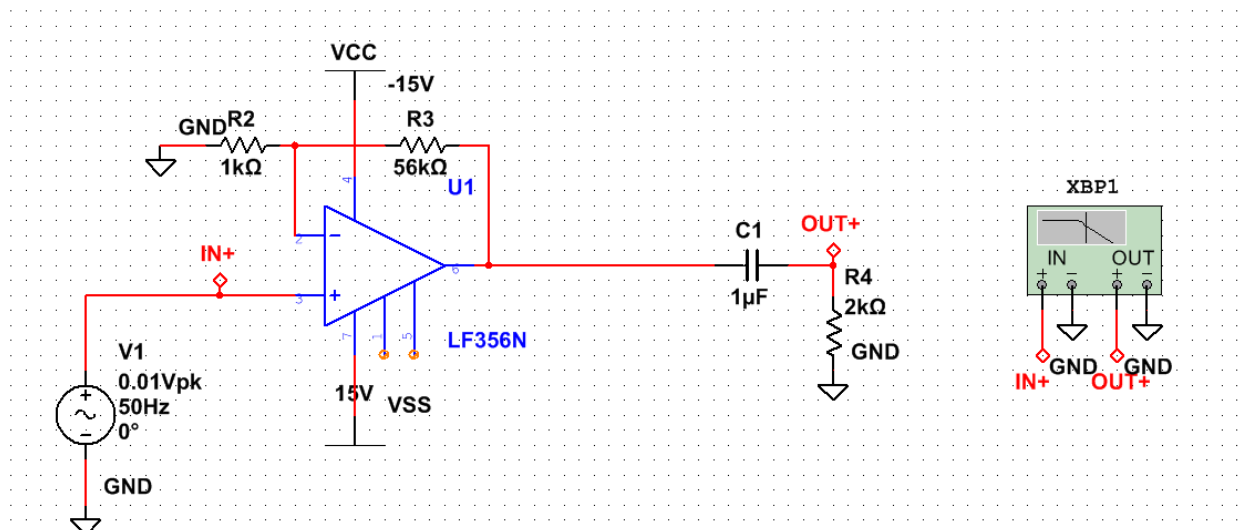 VCC
-15V
GND
R2
1kΩ
R3
56kΩ
U1
4
2
3
6
7
1
5
LF356N
IN+
V1
0.01Vpk
50Hz
0°
GND
15V
VSS
C1
1µF
OUT+
R4
2kΩ
GND
XBP1
IN
OUT
+
−
+
−
IN+
GND
OUT+
GND